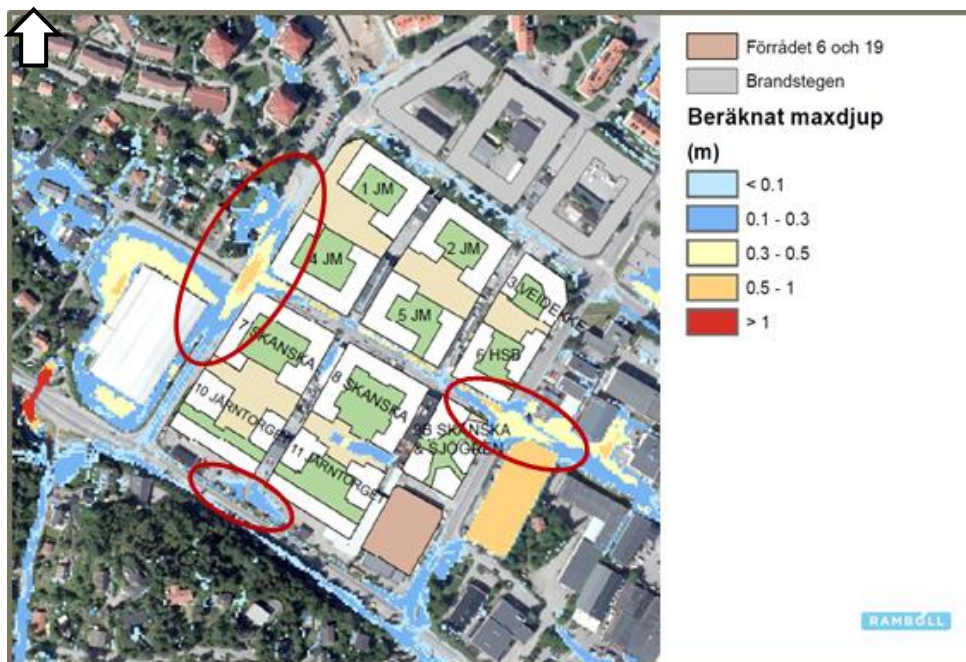 Förrådet 6 och 19
Brandstegen
Beräknat maxdjup
(m)
< 0.1
0.1 - 0.3
0.3 - 0.5
0.5 - 1
> 1
1 JM
2 JM
4 JM
3 VEIDEKKE
5 JM
7 SKANSKA
6 HSB
8 SKANSKA
10 JÄRNTORGET
9B SKANSKA
& SJÖGREN
11 JÄRNTORGET
RAMBOLL